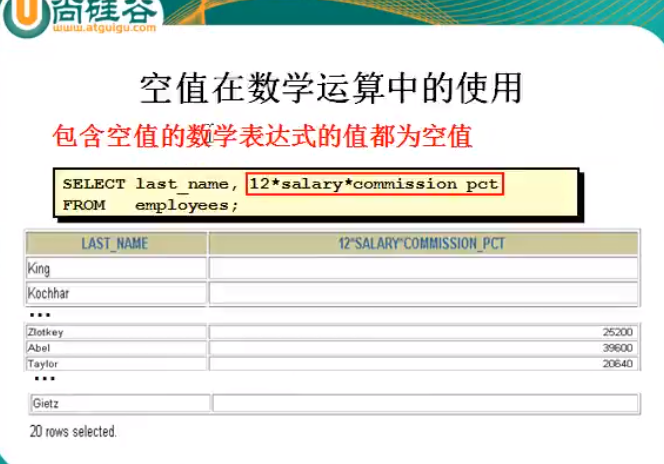 尚硅谷
www.atguigu.com
空值在数学运算中的使用
包含空值的数学表达式的值都为空值
SELECT last_name, 12*salary*commission pct
FROM employees;
LAST_NAME 12*SALARY*COMMISSION_PCT
King
Kochhar
...
Zlotkey 25200
Abel 39600
Taylor 20640
...
Gietz
20 rows selected.